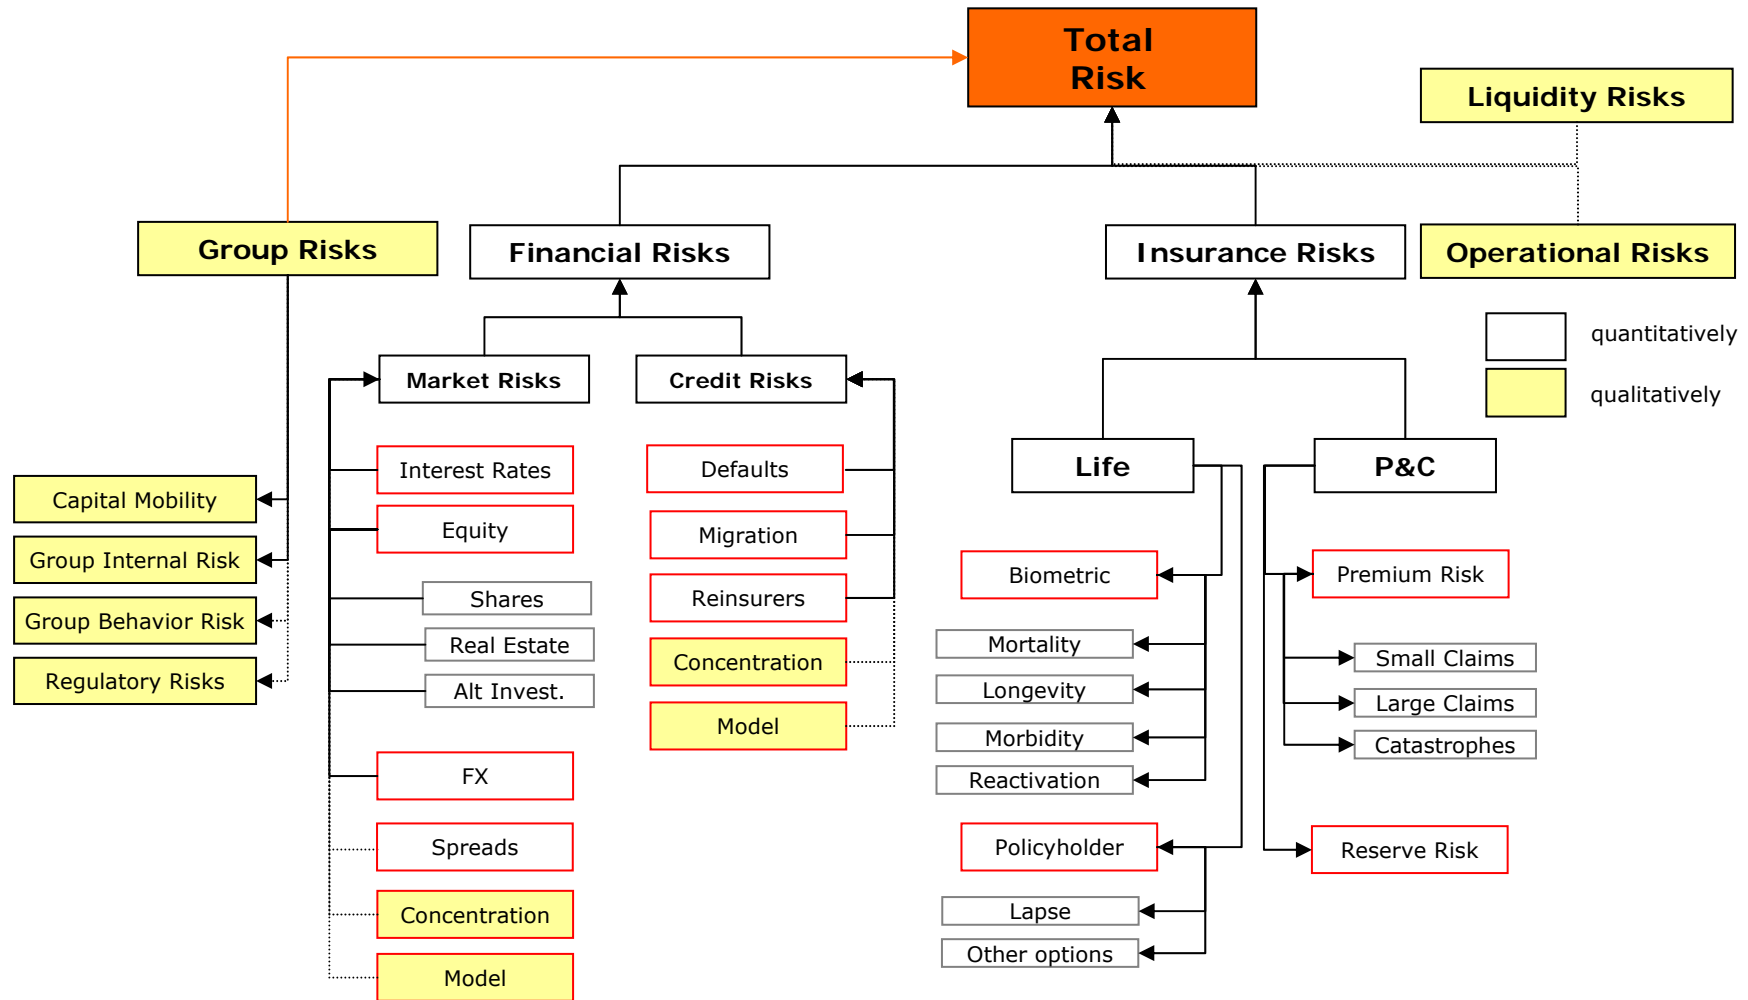 Total
Risk
Liquidity Risks
Group Risks
Financial Risks
Insurance Risks
Operational Risks
quantitatively
qualitatively
Market Risks
Credit Risks
Life
P&C
Capital Mobility
Group Internal Risk
Group Behavior Risk
Regulatory Risks
Interest Rates
Equity
Shares
Real Estate
Alt Invest.
FX
Spreads
Concentration
Model
Defaults
Migration
Reinsurers
Concentration
Model
Biometric
Mortality
Longevity
Morbidity
Reactivation
Policyholder
Lapse
Other options
Premium Risk
Small Claims
Large Claims
Catastrophes
Reserve Risk